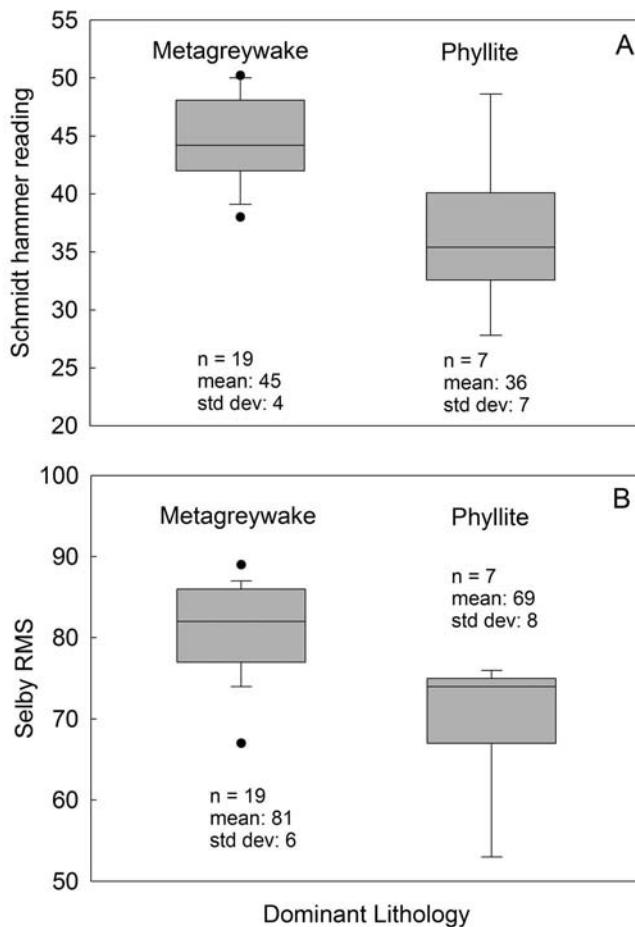 A
Metagreywake
Phyllite
Schmidt hammer reading
55
50
45
40
35
30
25
20
n = 19
mean: 45
std dev: 4
n = 7
mean: 36
std dev: 7
B
Metagreywake
Phyllite
Selby RMS
100
90
80
70
60
50
n = 7
mean: 69
std dev: 8
n = 19
mean: 81
std dev: 6
Dominant Lithology